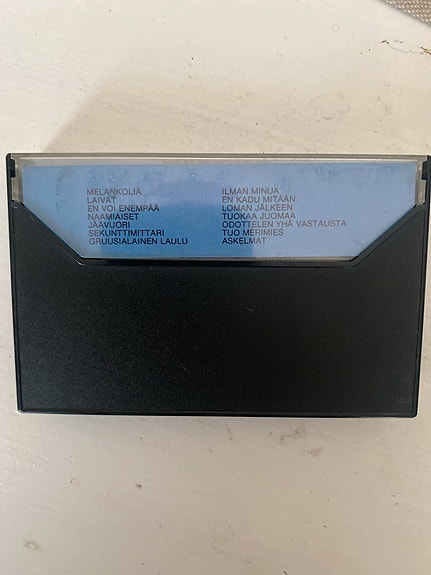 MELANKOLIA
LAIVAT
EN VOI ENEMPÄÄ
NAAMIAISET
JÄÄVUORI
SEKUNTTIMITTARI
GRUUSIALAINEN LAULU
ILMAN MINUA
EN KADU MITÄÄN
LOMAN JÄLKEEN
TUOKAA JUOMAA
ODOTTELEN YHÄ VASTAUSTA
TUO MERIMIES
ASKELMAT